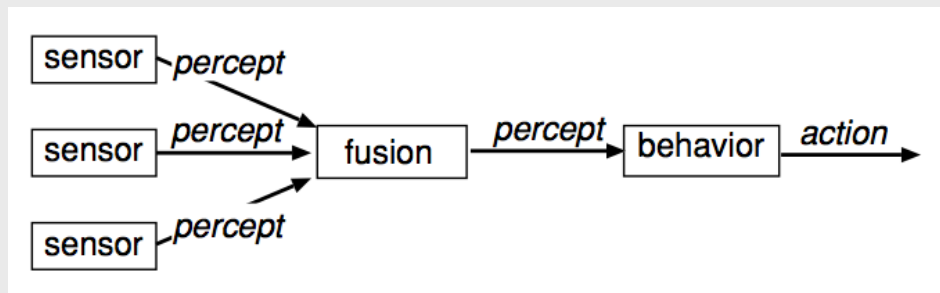 sensor
percept
sensor
percept
fusion
percept
behavior
action
sensor
percept